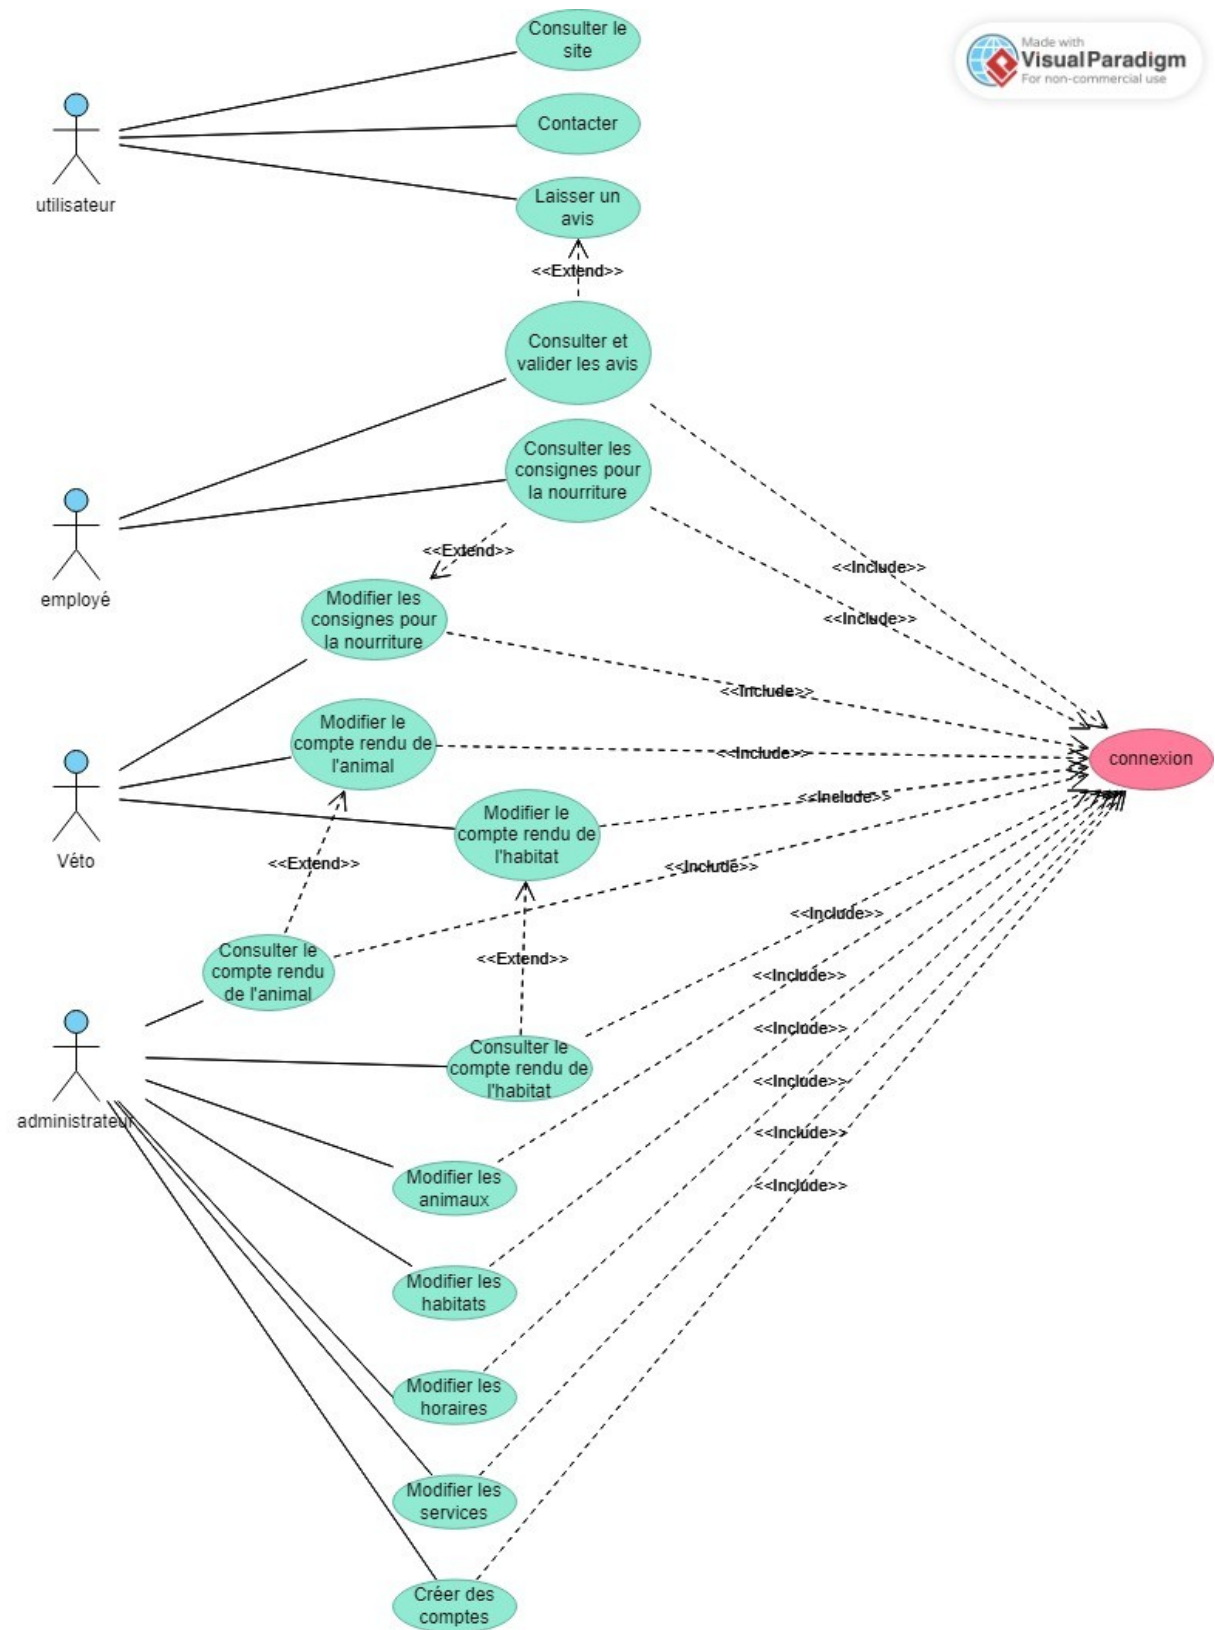 Consulter le
site
Made with
Visual Paradigm
For non-commercial use
Contacter
utilisateur
Laisser un
avis
<<Extend>>
Consulter et
valider les avis
Consulter les
consignes pour
la nourriture
employé
<<Extend>>
<<Include>>
Modifier les
consignes pour
la nourriture
<<Include>>
<<Include>>
Modifier le
compte rendu de
l'animal
<<Include>>
connexion
Modifier le
compte rendu de
l'habitat
<<Include>>
Véto
<<Extend>>
<<Include>>
<<Include>>
Consulter le
compte rendu
de l'animal
<<Extend>>
<<Include>>
<<Include>>
Consulter le
compte rendu de
l'habitat
<<Include>>
administrateur
<<Include>>
Modifier les
animaux
<<Include>>
Modifier les
habitats
Modifier les
horaires
Modifier les
services
Créer des
comptes